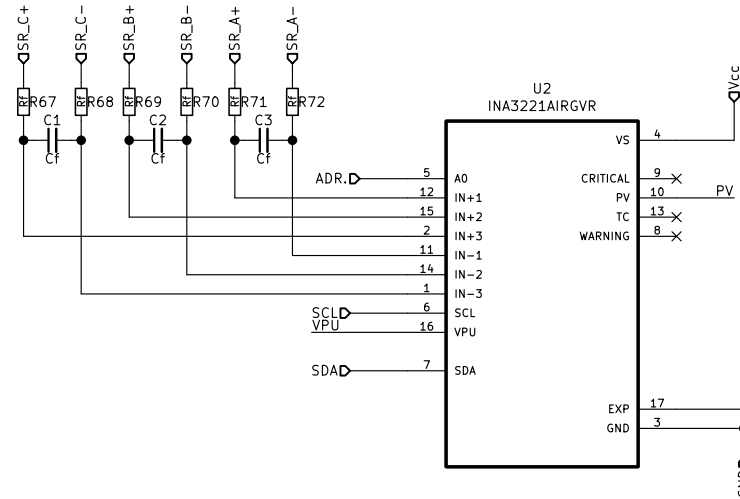 SR_C+
SR_C-
SR_B+
SR_B-
SR_A+
SR_A-
Vcc
Rf R67
Rf R68
Rf R69
Rf R70
Rf R71
Rf R72
C1
Cf
C2
Cf
C3
Cf
U2
INA3221AIRGVR
VS 4
ADR. 5 A0
CRITICAL 9
12 IN+1
PV 10 PV
15 IN+2
TC 13
2 IN+3
WARNING 8
11 IN-1
14 IN-2
1 IN-3
SCL 6 SCL
VPU 16 VPU
SDA 7 SDA
EXP 17
GND 3